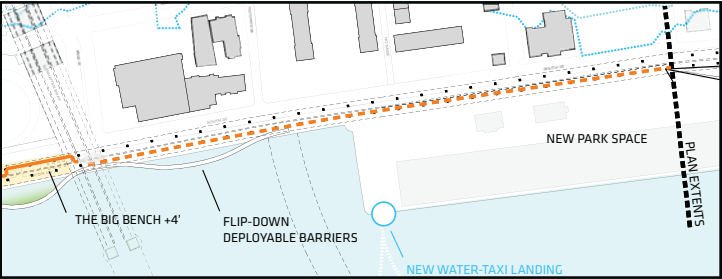 NEW PARK SPACE
PLAN EXTENTS
THE BIG BENCH +4'
FLIP-DOWN
DEPLOYABLE BARRIERS
NEW WATER-TAXI LANDING